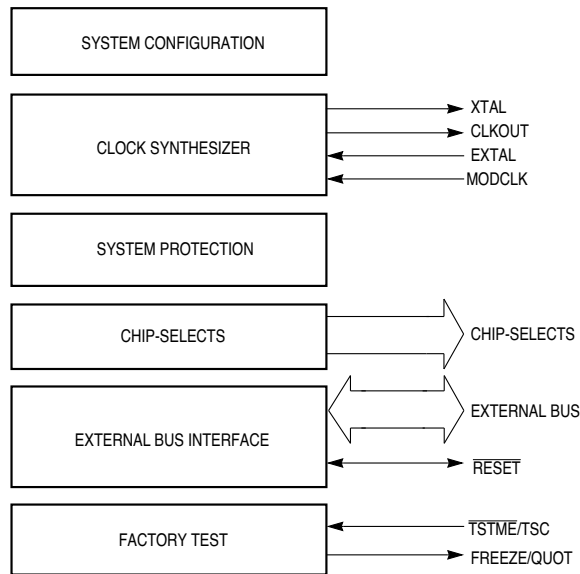 SYSTEM CONFIGURATION
CLOCK SYNTHESIZER
XTAL
CLKOUT
EXTAL
MODCLK
SYSTEM PROTECTION
CHIP-SELECTS
CHIP-SELECTS
EXTERNAL BUS INTERFACE
EXTERNAL BUS
RESET
FACTORY TEST
TSTME/TSC
FREEZE/QUOT